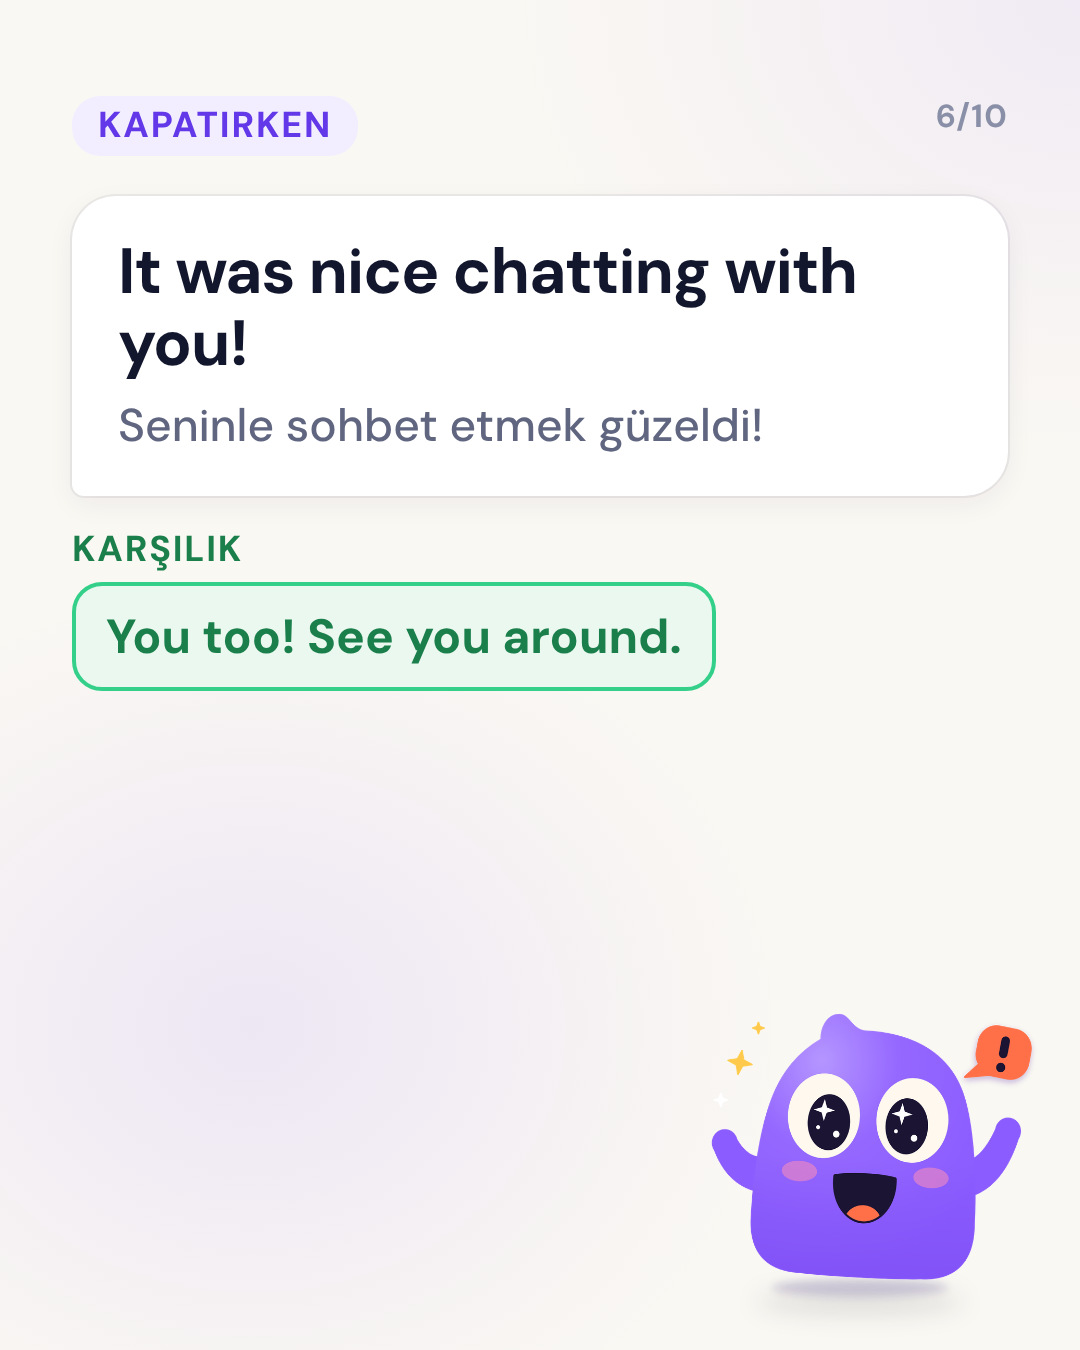 KAPATIRKEN
6/10
It was nice chatting with
you!
Seninle sohbet etmek güzeldi!
KARŞILIK
You too! See you around.
!